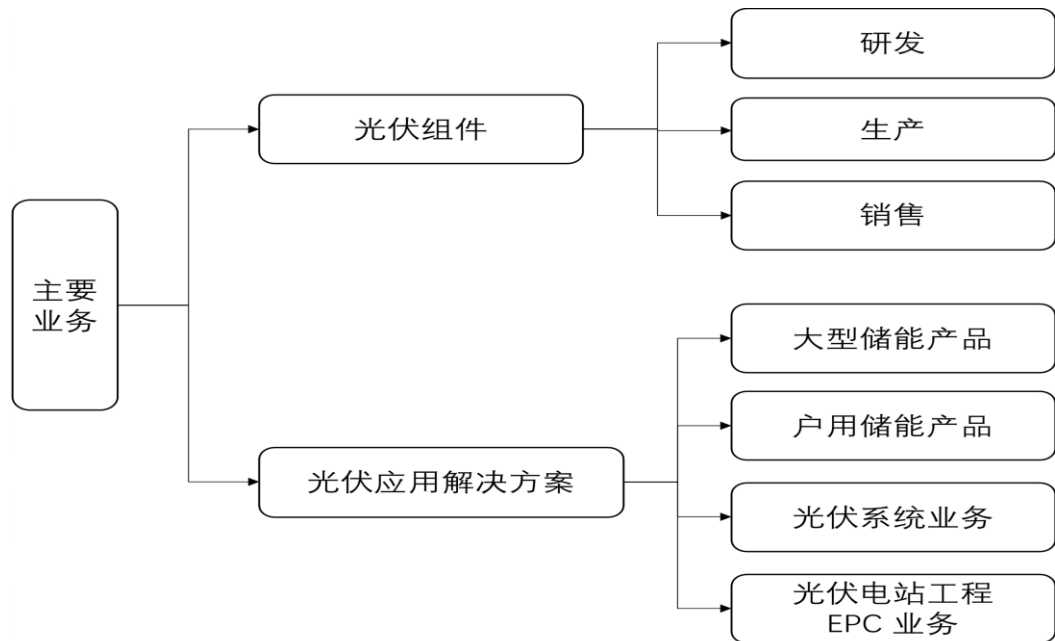 主要
业务
光伏组件
研发
生产
销售
光伏应用解决方案
大型储能产品
户用储能产品
光伏系统业务
光伏电站工程
EPC 业务